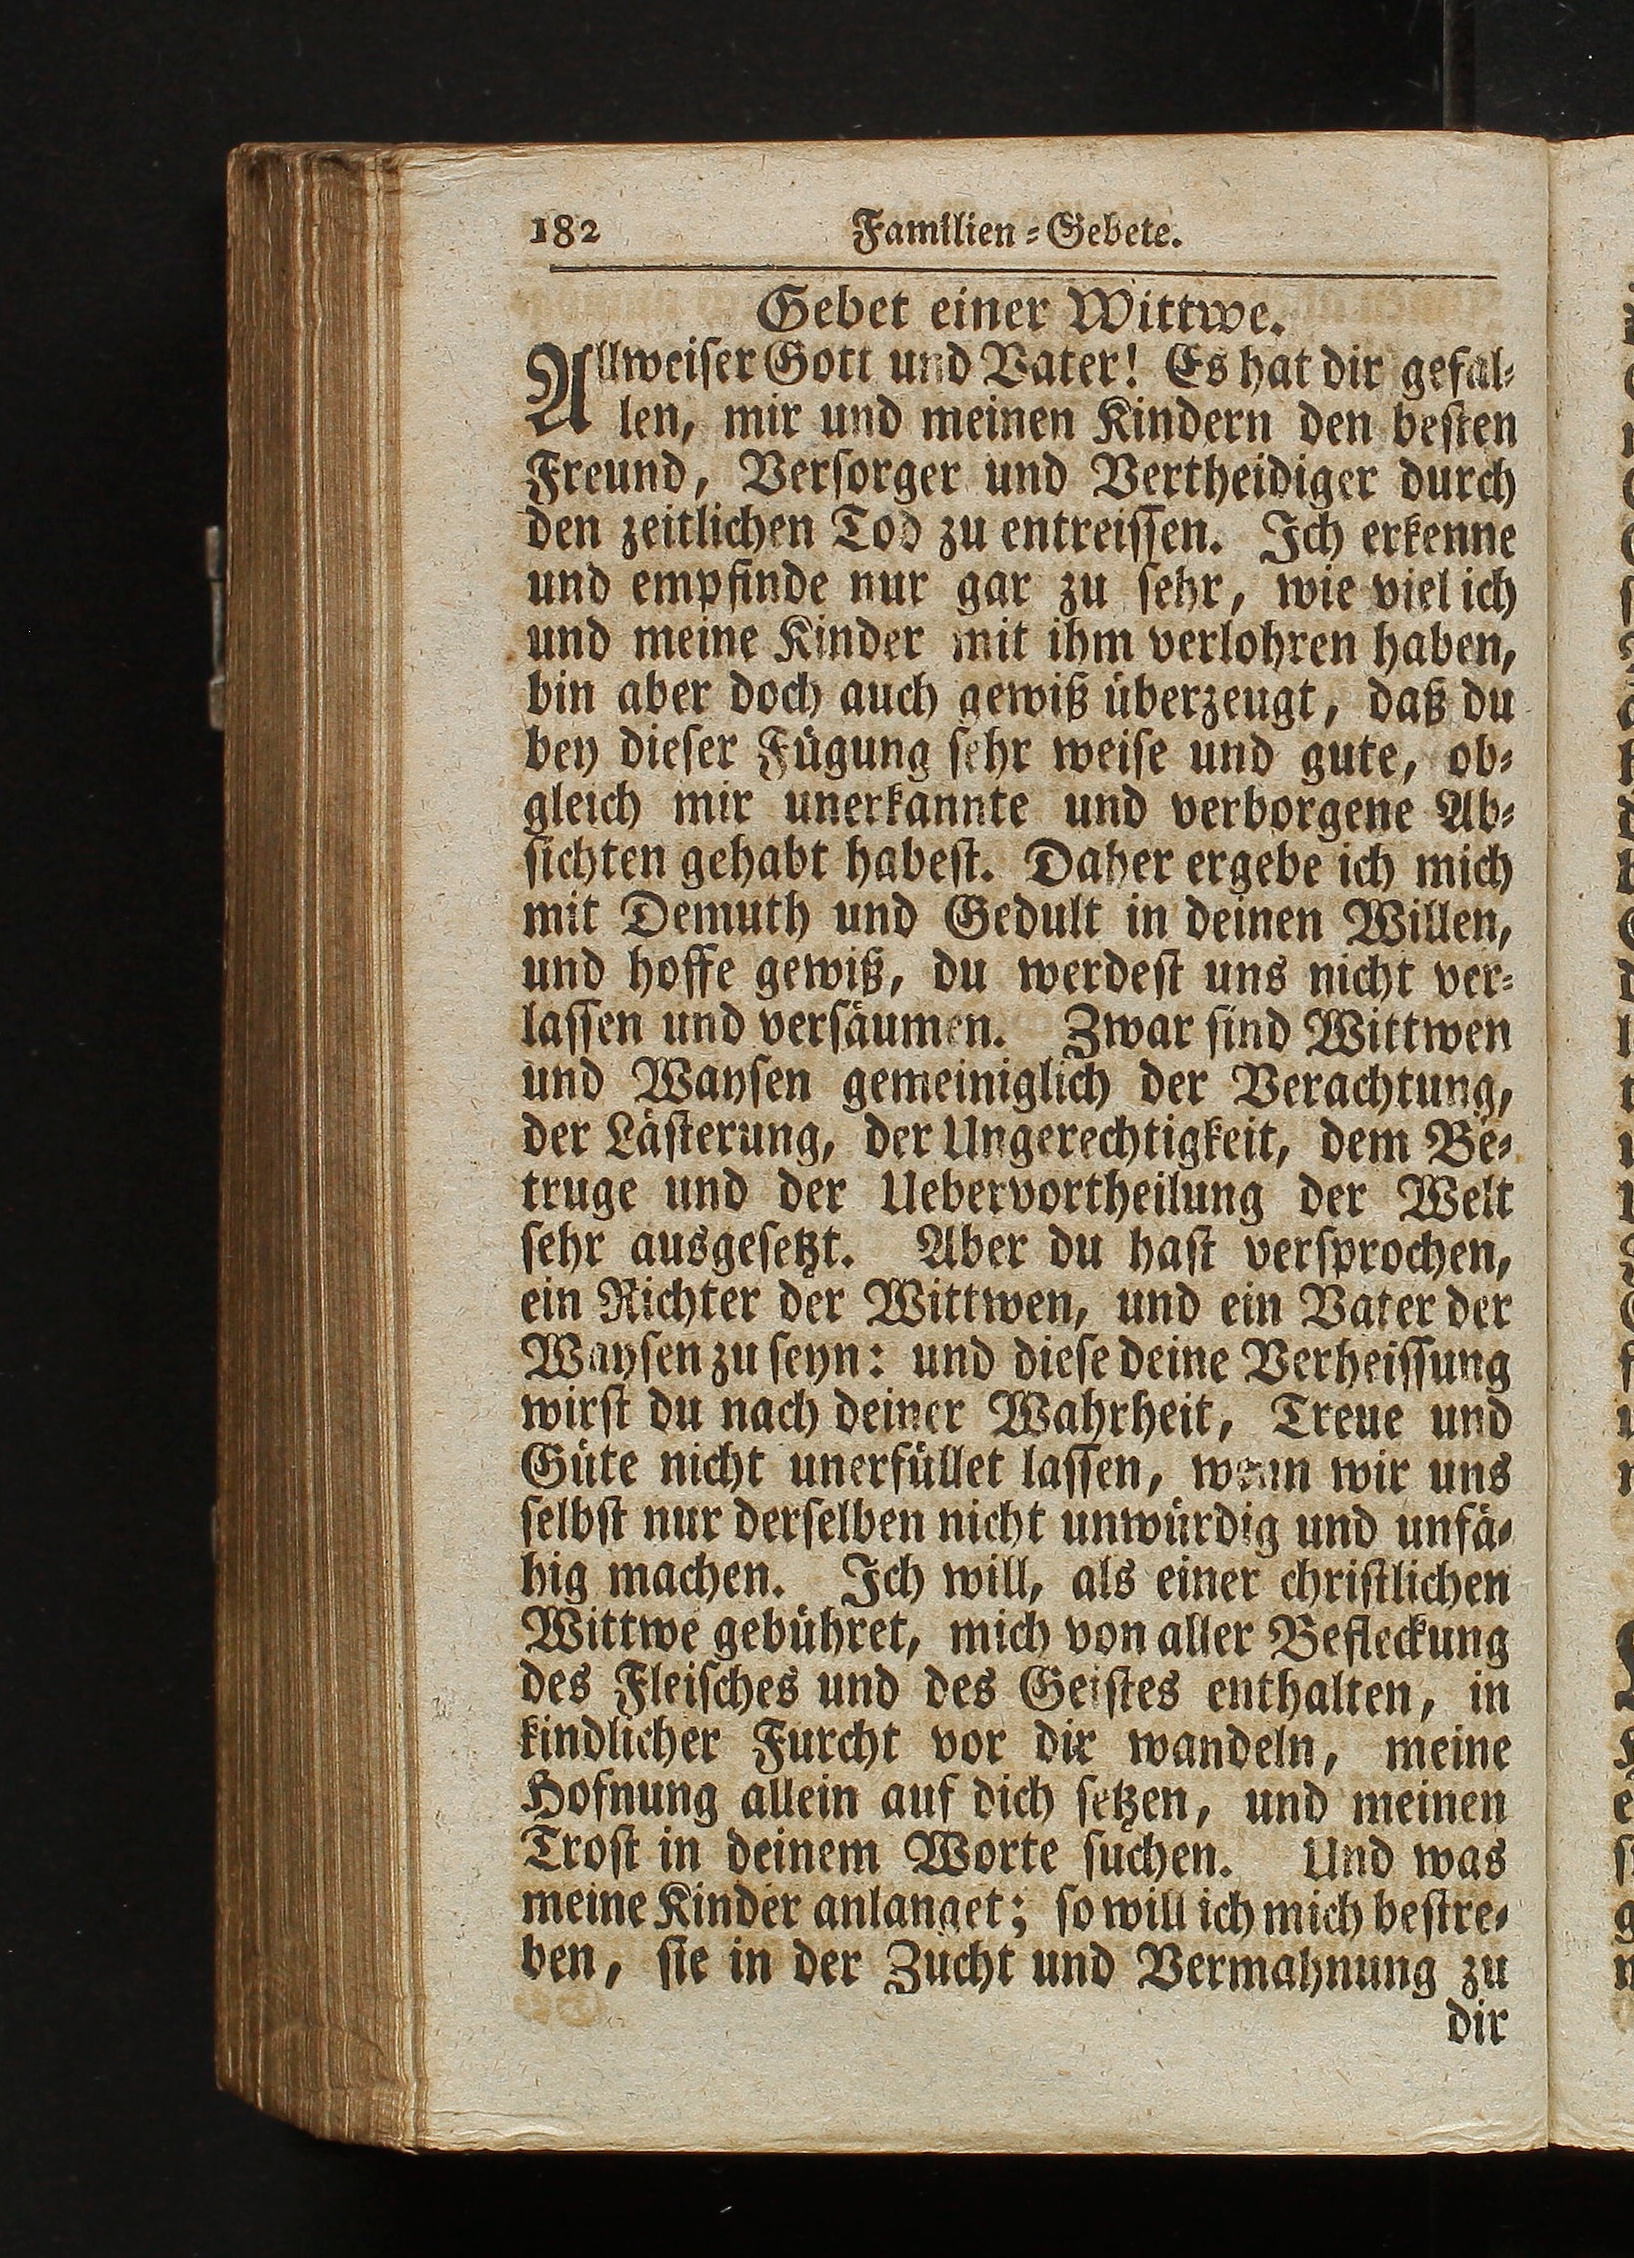 182 Familien-Gebete.
Gebet einer Wittwe.
Allweiser Gott und Vater! Es hat dir gefal-
len, mir und meinen Kindern den besten
Freund, Versorger und Vertheidiger durch
den zeitlichen Tod zu entreissen. Ich erkenne
und empfinde nur gar zu sehr, wie viel ich
und meine Kinder mit ihm verlohren haben,
bin aber doch auch gewiß überzeugt, daß du
bey dieser Fügung sehr weise und gute, ob-
gleich mir unerkannte und verborgene Ab-
sichten gehabt habest. Daher ergebe ich mich
mit Demuth und Gedult in deinen Willen,
und hoffe gewiß, du werdest uns nicht ver-
lassen und versäumen. Zwar sind Wittwen
und Waysen gemeiniglich der Verachtung,
der Lästerung, der Ungerechtigkeit, dem Be-
truge und der Uebervortheilung der Welt
sehr ausgesetzt. Aber du hast versprochen,
ein Richter der Wittwen, und ein Vater der
Waysen zu seyn: und diese deine Verheissung
wirst du nach deiner Wahrheit, Treue und
Güte nicht unerfüllet lassen, wenn wir uns
selbst nur derselben nicht unwürdig und unfä-
hig machen. Ich will, als einer christlichen
Wittwe gebühret, mich von aller Befleckung
des Fleisches und des Geistes enthalten, in
kindlicher Furcht vor dir wandeln, meine
Hofnung allein auf dich setzen, und meinen
Trost in deinem Worte suchen. Und was
meine Kinder anlanget; so will ich mich bestre-
ben, sie in der Zucht und Vermahnung zu
dir